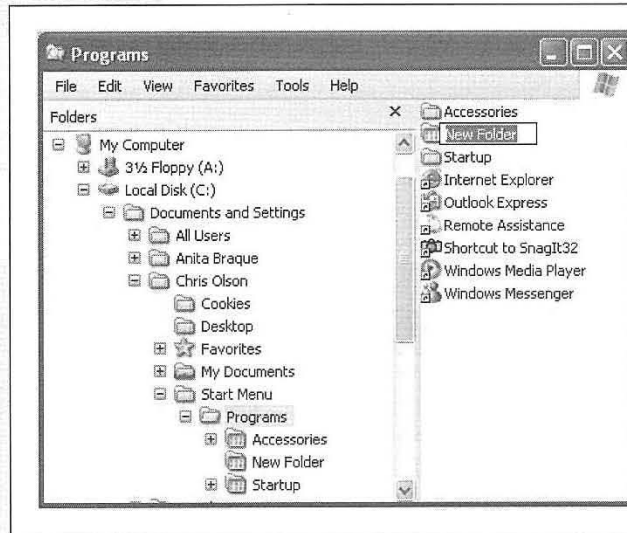 Programs
File Edit View Favorites Tools Help
Folders
My Computer
3½ Floppy (A:)
Local Disk (C:)
Documents and Settings
All Users
Anita Braque
Chris Olson
Cookies
Desktop
Favorites
My Documents
Start Menu
Programs
Accessories
New Folder
Startup
Accessories
New Folder
Startup
Internet Explorer
Outlook Express
Remote Assistance
Shortcut to SnagIt32
Windows Media Player
Windows Messenger